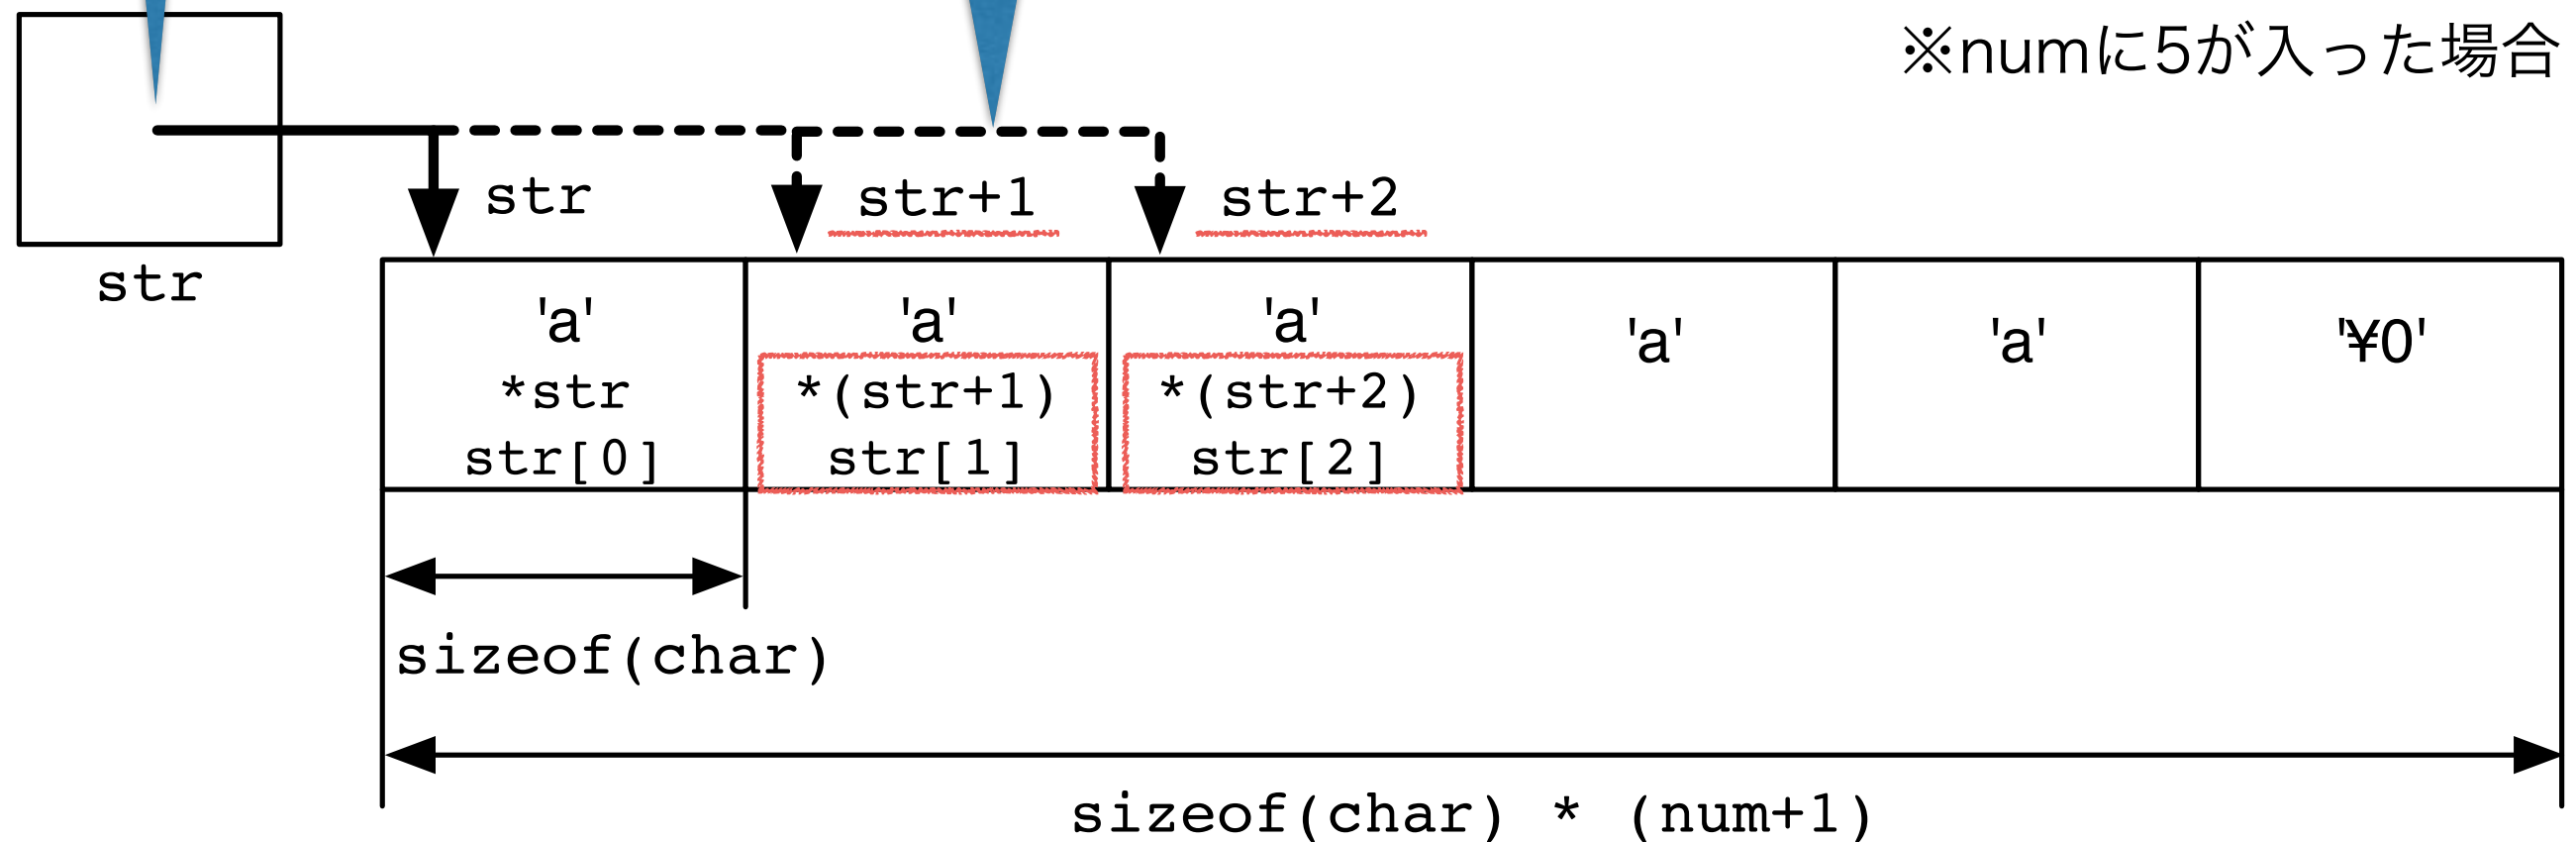 ※numに5が入った場合
str
str+1
str+2
str
'a'
*str
str[0]
'a'
*(str+1)
str[1]
'a'
*(str+2)
str[2]
'a'
'a'
'¥0'
sizeof(char)
sizeof(char) * (num+1)